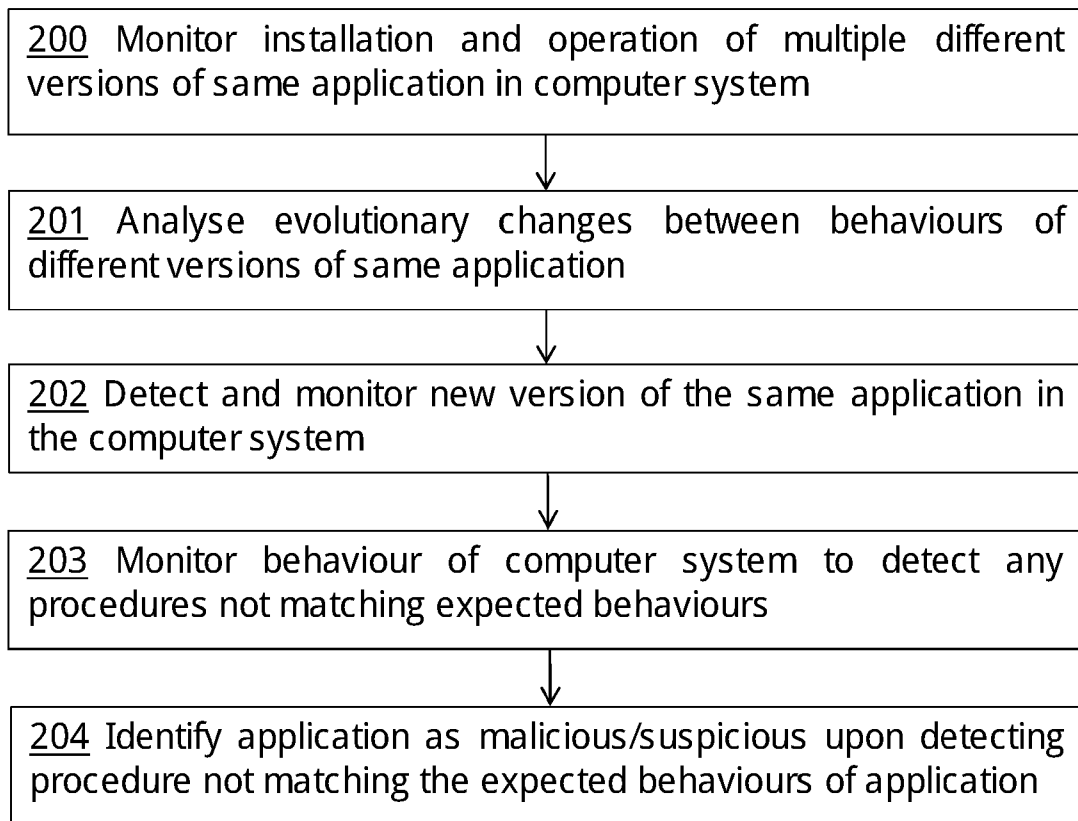 200 Monitor installation and operation of multiple different
versions of same application in computer system
201 Analyse evolutionary changes between behaviours of
different versions of same application
202 Detect and monitor new version of the same application in
the computer system
203 Monitor behaviour of computer system to detect any
procedures not matching expected behaviours
204 Identify application as malicious/suspicious upon detecting
procedure not matching the expected behaviours of application